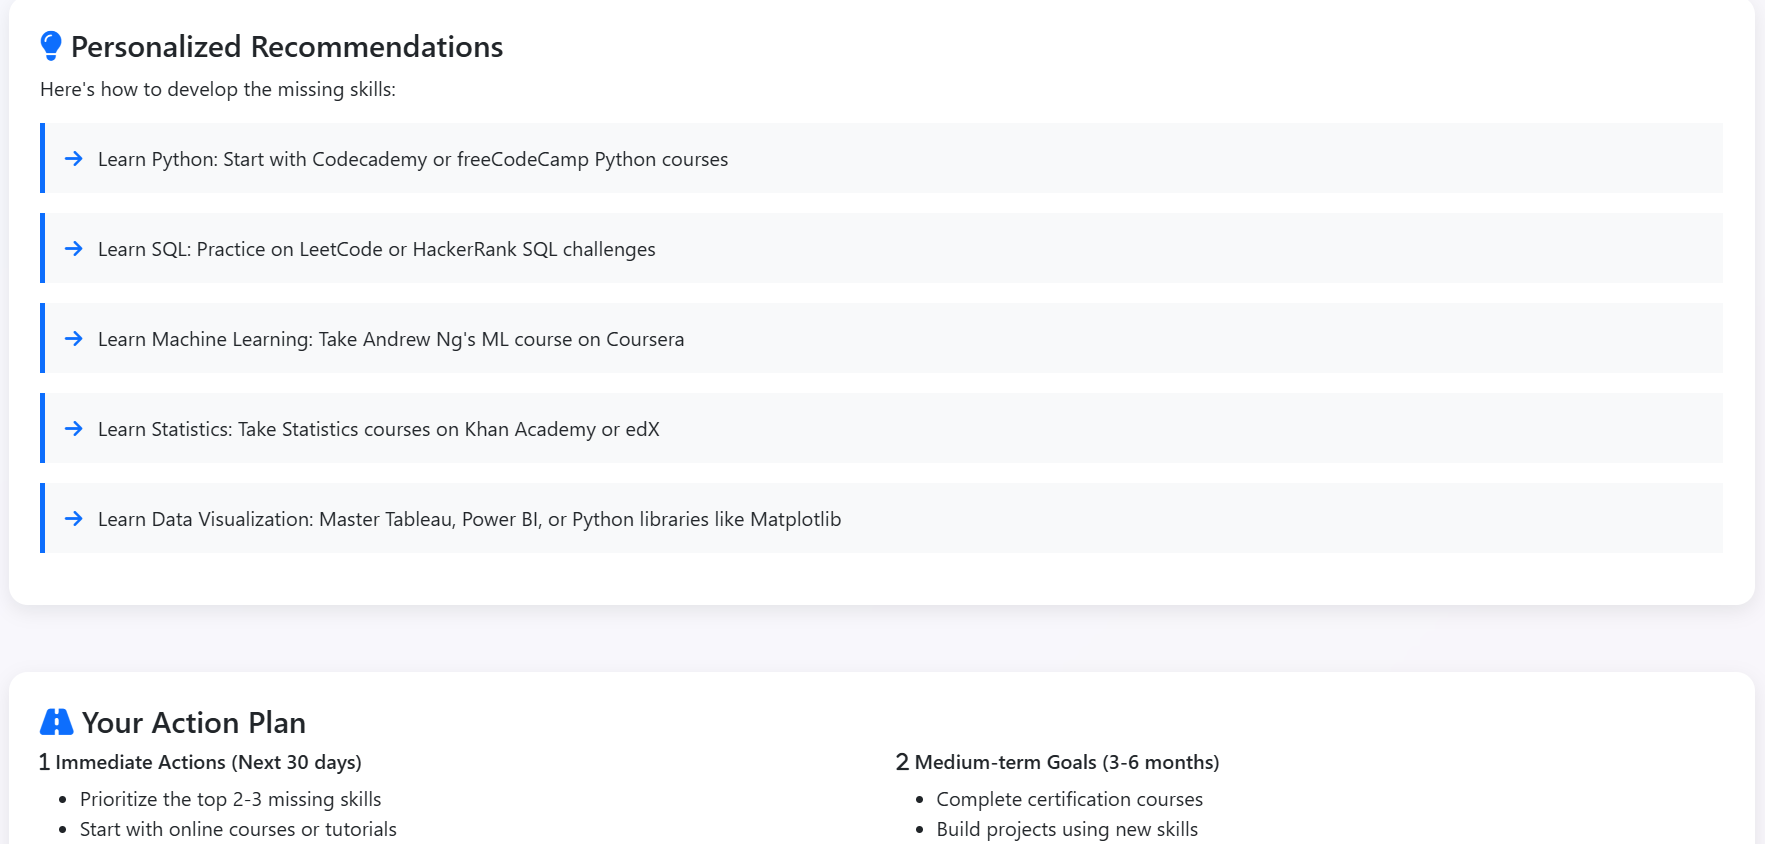 Personalized Recommendations
Here's how to develop the missing skills:
Learn Python: Start with Codecademy or freeCodeCamp Python courses
Learn SQL: Practice on LeetCode or HackerRank SQL challenges
Learn Machine Learning: Take Andrew Ng's ML course on Coursera
Learn Statistics: Take Statistics courses on Khan Academy or edX
Learn Data Visualization: Master Tableau, Power BI, or Python libraries like Matplotlib
Your Action Plan
1 Immediate Actions (Next 30 days)
Prioritize the top 2-3 missing skills
Start with online courses or tutorials
2 Medium-term Goals (3-6 months)
Complete certification courses
Build projects using new skills